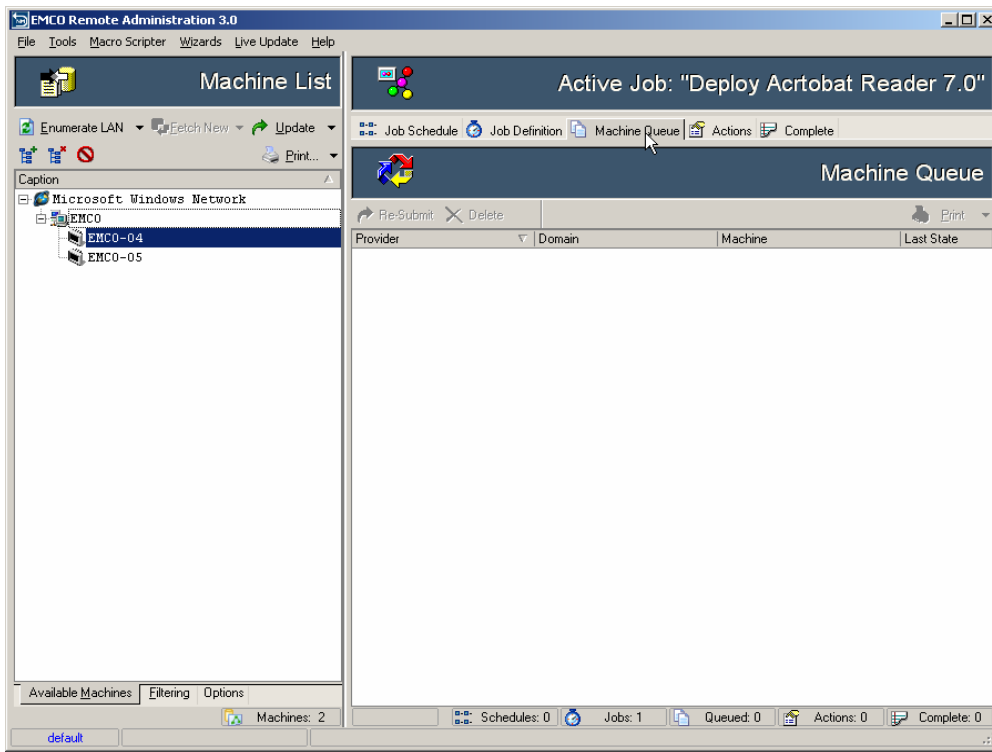 EMCO Remote Administration 3.0
File Tools Macro Scripter Wizards Live Update Help
Machine List
Active Job: "Deploy Acrtobat Reader 7.0"
Enumerate LAN Fetch New Update
Job Schedule Job Definition Machine Queue Actions Complete
Print...
Machine Queue
Caption
Microsoft Windows Network
EMCO
EMCO-04
EMCO-05
Re-Submit Delete Print
Provider Domain Machine Last State
Available Machines Filtering Options
Machines: 2
Schedules: 0 Jobs: 1 Queued: 0 Actions: 0 Complete: 0
default